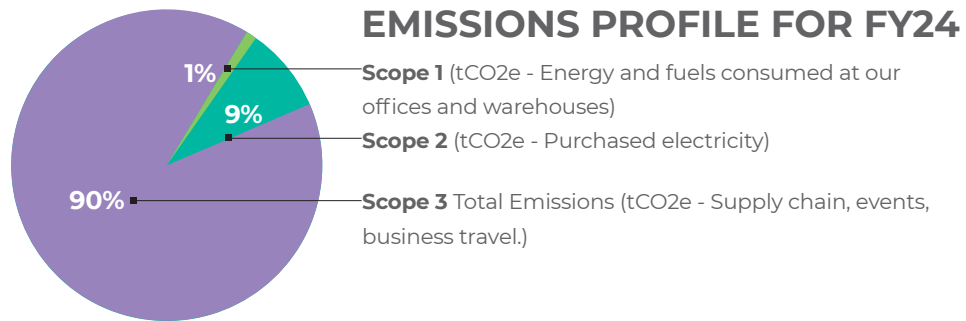 EMISSIONS PROFILE FOR FY24
1%
Scope 1 (tCO2e - Energy and fuels consumed at our
offices and warehouses)
9%
Scope 2 (tCO2e - Purchased electricity)
90%
Scope 3 Total Emissions (tCO2e - Supply chain, events,
business travel.)